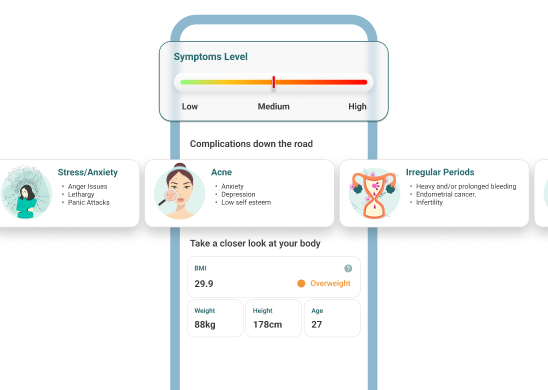 Symptoms Level
Low Medium High
Complications down the road
Stress/Anxiety
• Anger Issues
• Lethargy
• Panic Attacks
Acne
• Anxiety
• Depression
• Low self esteem
Irregular Periods
• Heavy and/or prolonged bleeding
• Endometrial cancer.
• Infertility
Take a closer look at your body
BMI ?
29.9 Overweight
Weight Height Age
88kg 178cm 27